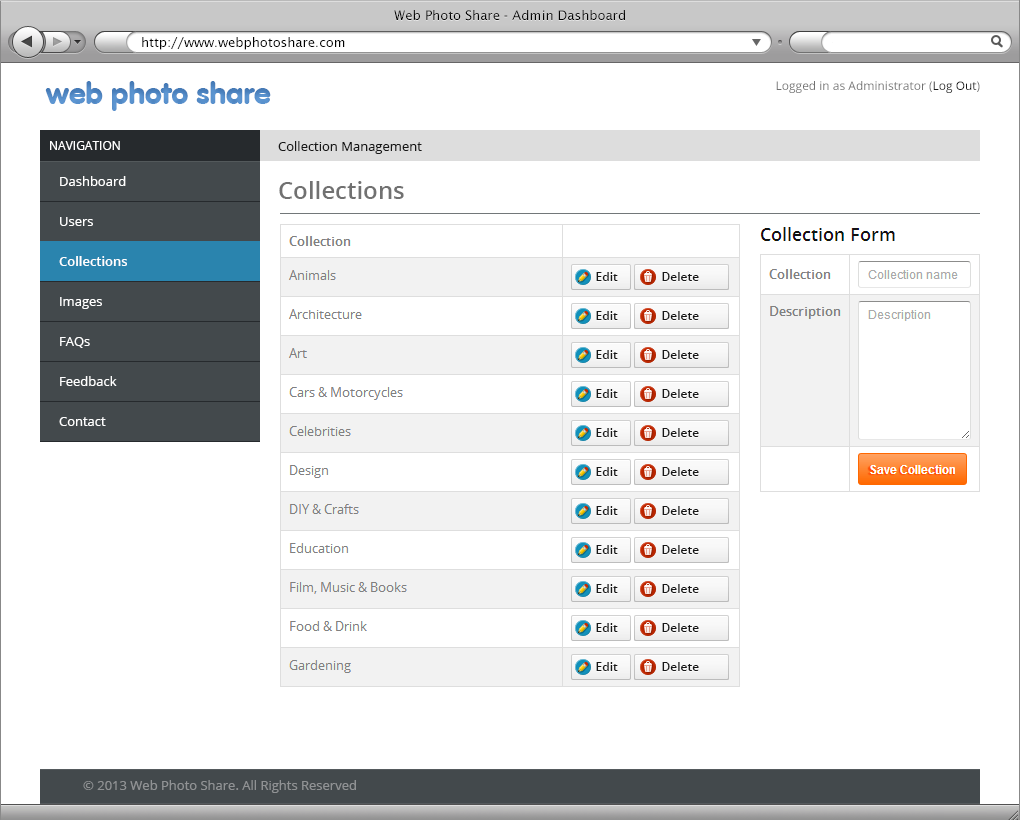 Web Photo Share - Admin Dashboard
http://www.webphotoshare.com
web photo share
Logged in as Administrator (Log Out)
NAVIGATION
Dashboard
Users
Collections
Images
FAQs
Feedback
Contact
Collection Management
Collections
Collection
Animals Edit Delete
Architecture Edit Delete
Art Edit Delete
Cars & Motorcycles Edit Delete
Celebrities Edit Delete
Design Edit Delete
DIY & Crafts Edit Delete
Education Edit Delete
Film, Music & Books Edit Delete
Food & Drink Edit Delete
Gardening Edit Delete
Collection Form
Collection Collection name
Description Description
Save Collection
© 2013 Web Photo Share. All Rights Reserved